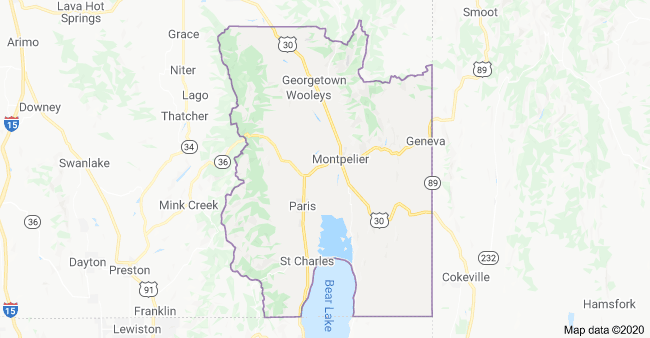 Lava Hot
Springs
Smoot
Arimo
Grace
30
89
Niter
Georgetown
Wooleys
Lago
Downey
Thatcher
15
Geneva
34
Montpelier
Swanlake
36
89
Mink Creek
Paris
36
30
St Charles
232
Dayton
Preston
Cokeville
91
Bear Lake
15
Franklin
Hamsfork
Lewiston
Map data ©2020